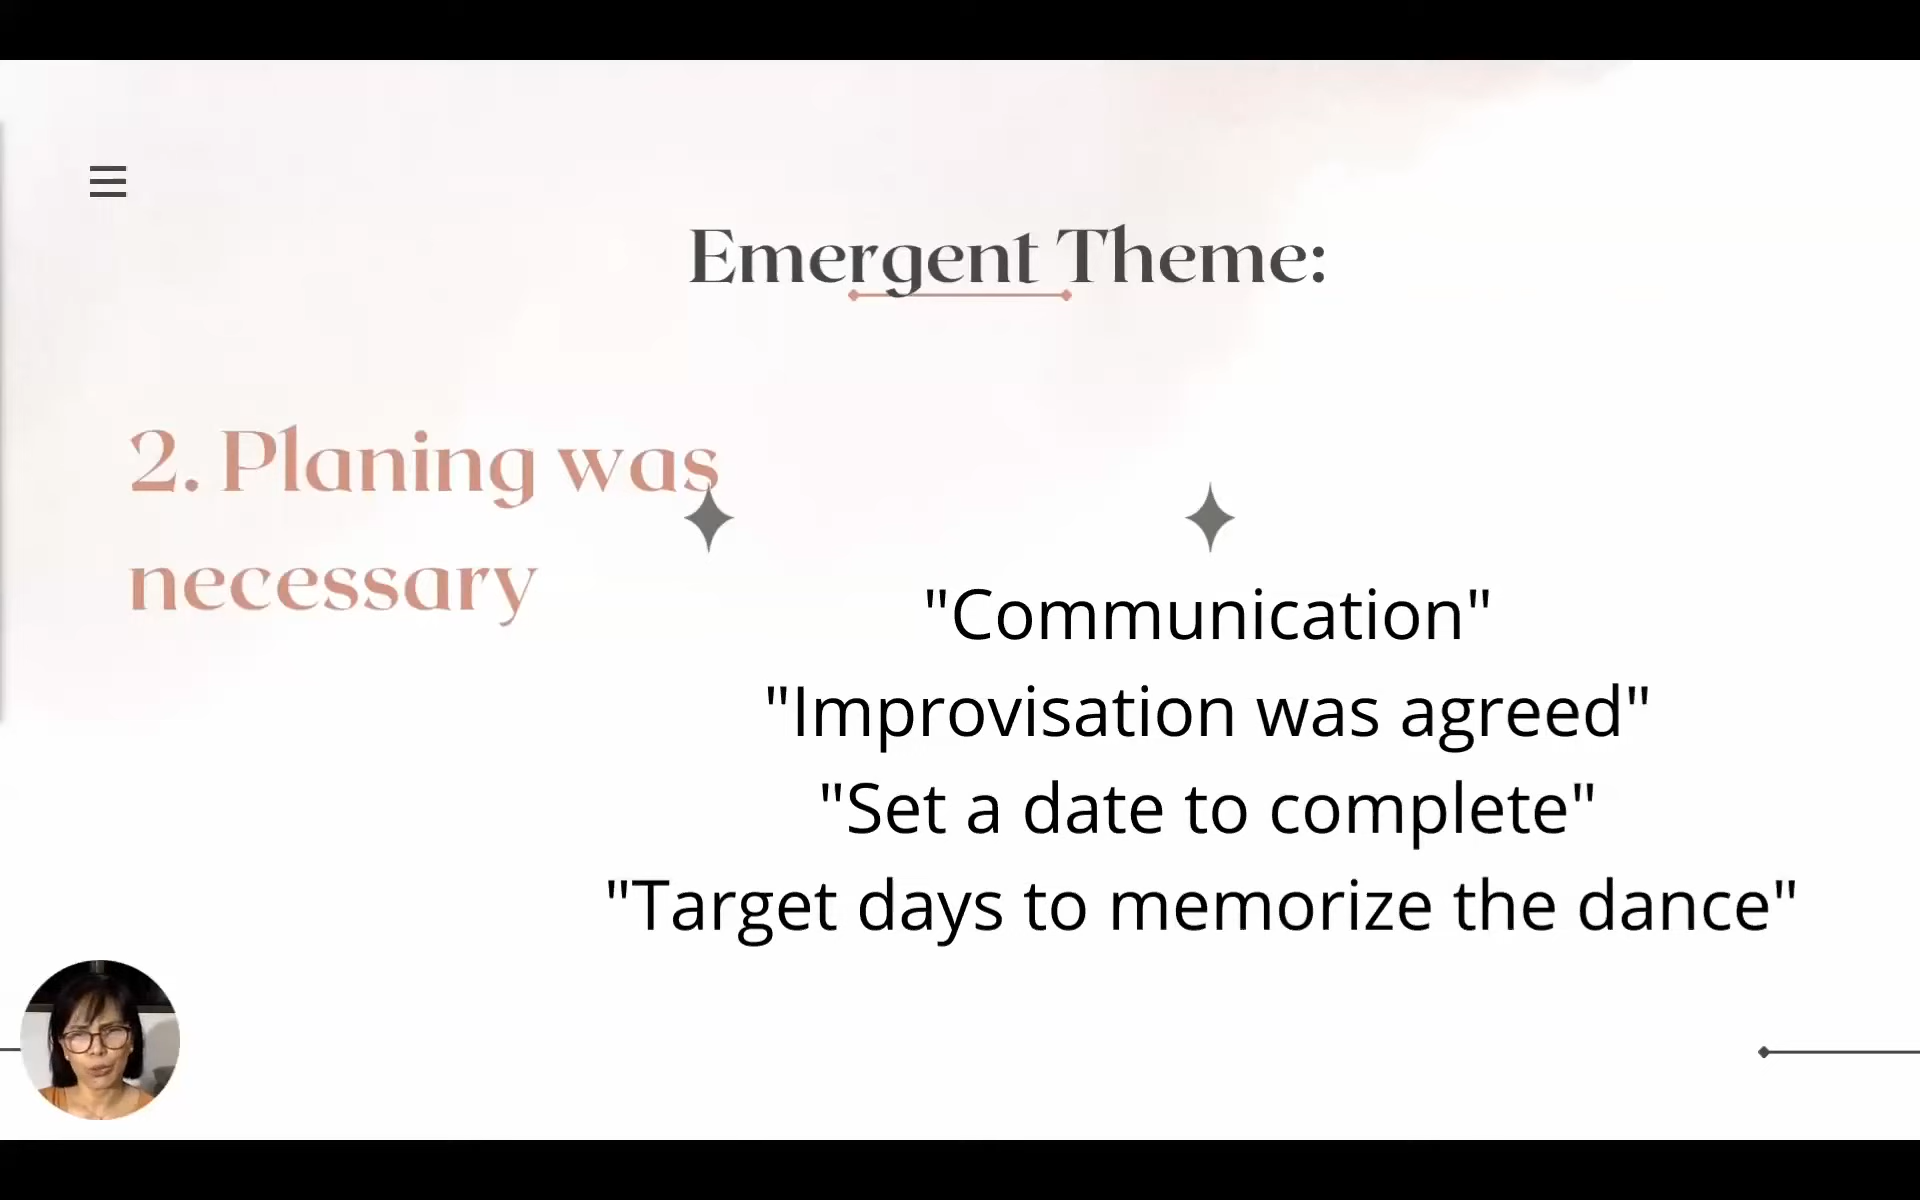 Emergent Theme:
2. Planing was
necessary
"Communication"
"Improvisation was agreed"
"Set a date to complete"
"Target days to memorize the dance"